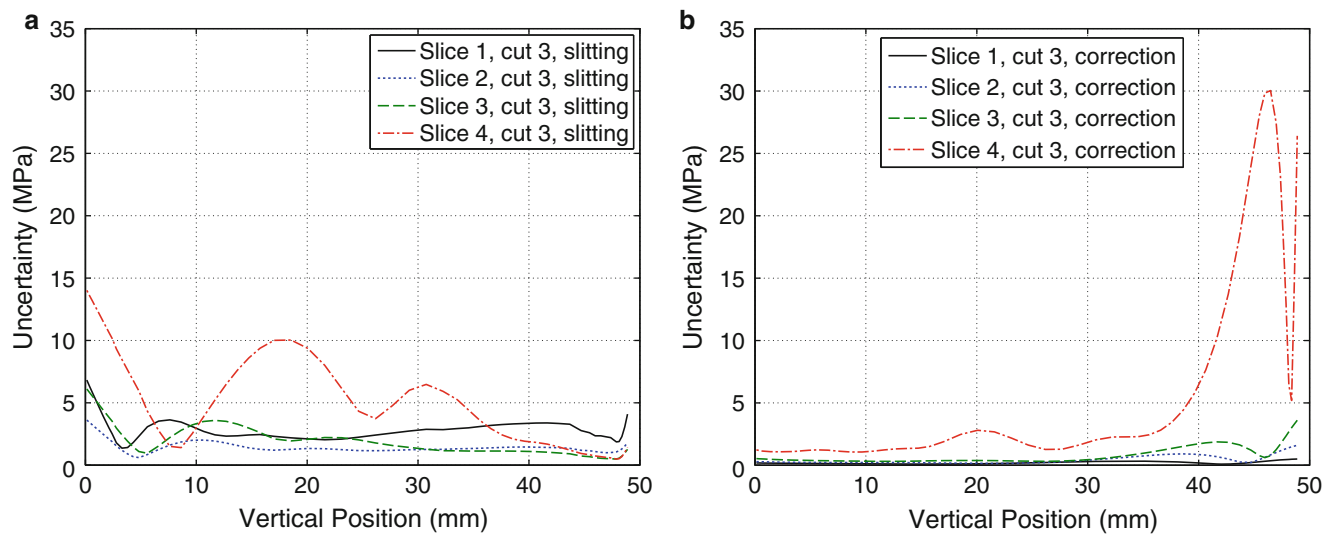 a
35
30
25
20
15
10
5
0
Uncertainty (MPa)
Slice 1, cut 3, slitting
Slice 2, cut 3, slitting
Slice 3, cut 3, slitting
Slice 4, cut 3, slitting
0 10 20 30 40 50
Vertical Position (mm)
b
35
30
25
20
15
10
5
0
Uncertainty (MPa)
Slice 1, cut 3, correction
Slice 2, cut 3, correction
Slice 3, cut 3, correction
Slice 4, cut 3, correction
0 10 20 30 40 50
Vertical Position (mm)